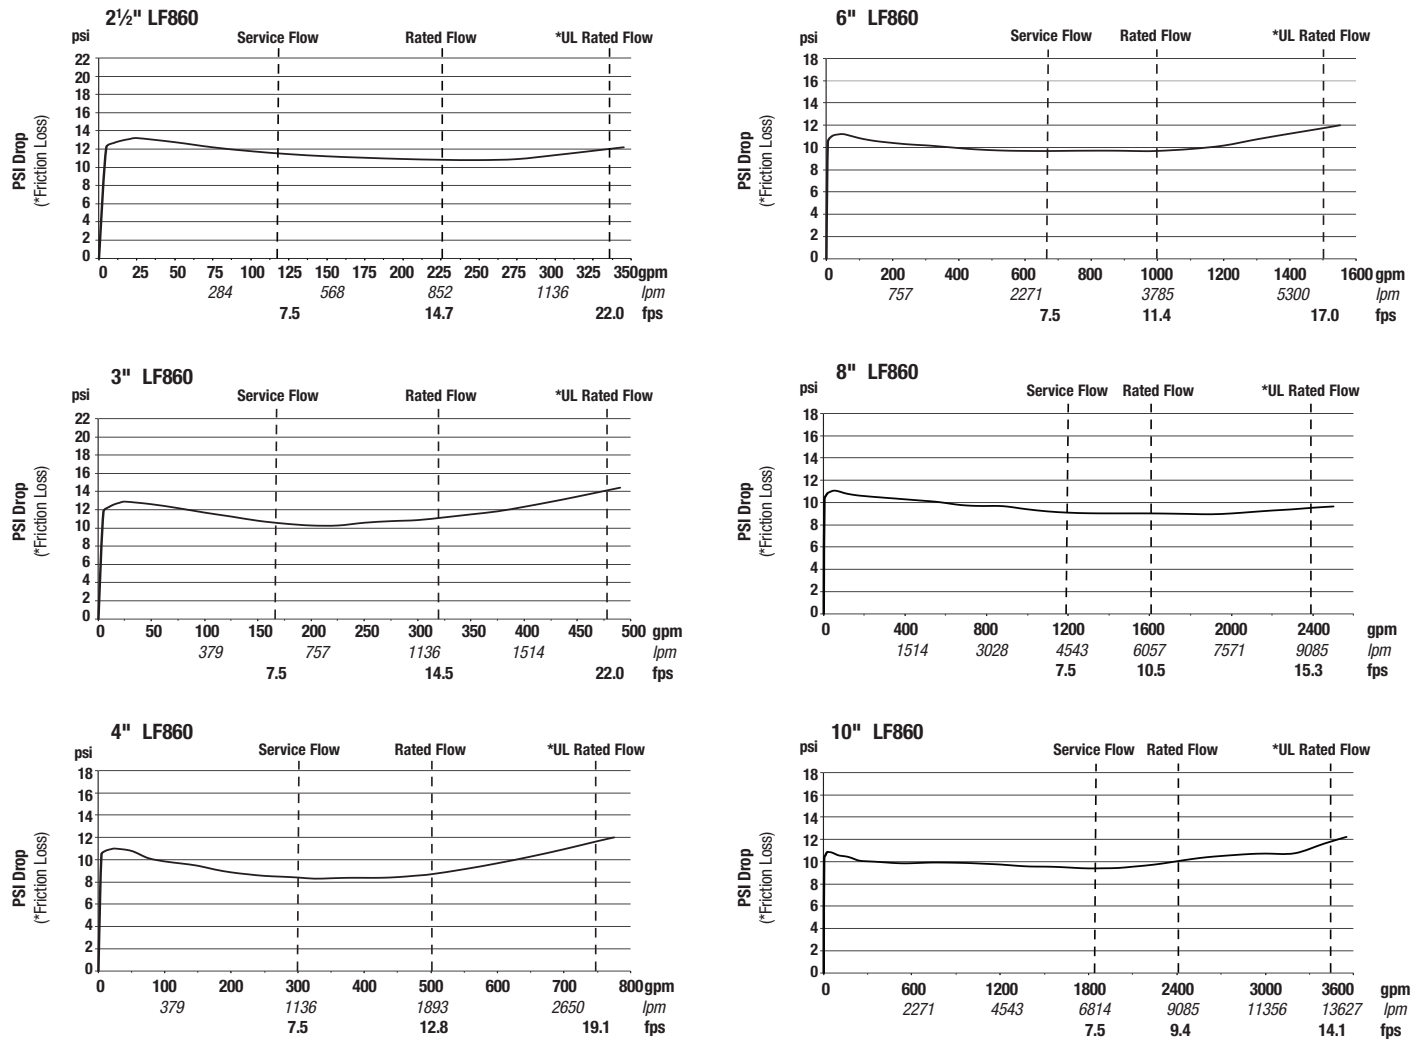 2½" LF860
psi Service Flow Rated Flow *UL Rated Flow
22
20
18
16
14
12
10
8
6
4
2
0
PSI Drop
(*Friction Loss)
0 25 50 75 100 125 150 175 200 225 250 275 300 325 350gpm
284 568 852 1136 lpm
7.5 14.7 22.0 fps
3" LF860
psi Service Flow Rated Flow *UL Rated Flow
22
20
18
16
14
12
10
8
6
4
2
0
PSI Drop
(*Friction Loss)
0 50 100 150 200 250 300 350 400 450 500 gpm
379 757 1136 1514 lpm
7.5 14.5 22.0 fps
4" LF860
psi Service Flow Rated Flow *UL Rated Flow
18
16
14
12
10
8
6
4
2
0
PSI Drop
(*Friction Loss)
0 100 200 300 400 500 600 700 800gpm
379 1136 1893 2650 lpm
7.5 12.8 19.1 fps
6" LF860
psi Service Flow Rated Flow *UL Rated Flow
18
16
14
12
10
8
6
4
2
0
PSI Drop
(*Friction Loss)
0 200 400 600 800 1000 1200 1400 1600 gpm
757 2271 3785 5300 lpm
7.5 11.4 17.0 fps
8" LF860
psi Service Flow Rated Flow *UL Rated Flow
18
16
14
12
10
8
6
4
2
0
PSI Drop
(*Friction Loss)
0 400 800 1200 1600 2000 2400 gpm
1514 3028 4543 6057 7571 9085 lpm
7.5 10.5 15.3 fps
10" LF860
psi Service Flow Rated Flow *UL Rated Flow
18
16
14
12
10
8
6
4
2
0
PSI Drop
(*Friction Loss)
0 600 1200 1800 2400 3000 3600 gpm
2271 4543 6814 9085 11356 13627 lpm
7.5 9.4 14.1 fps